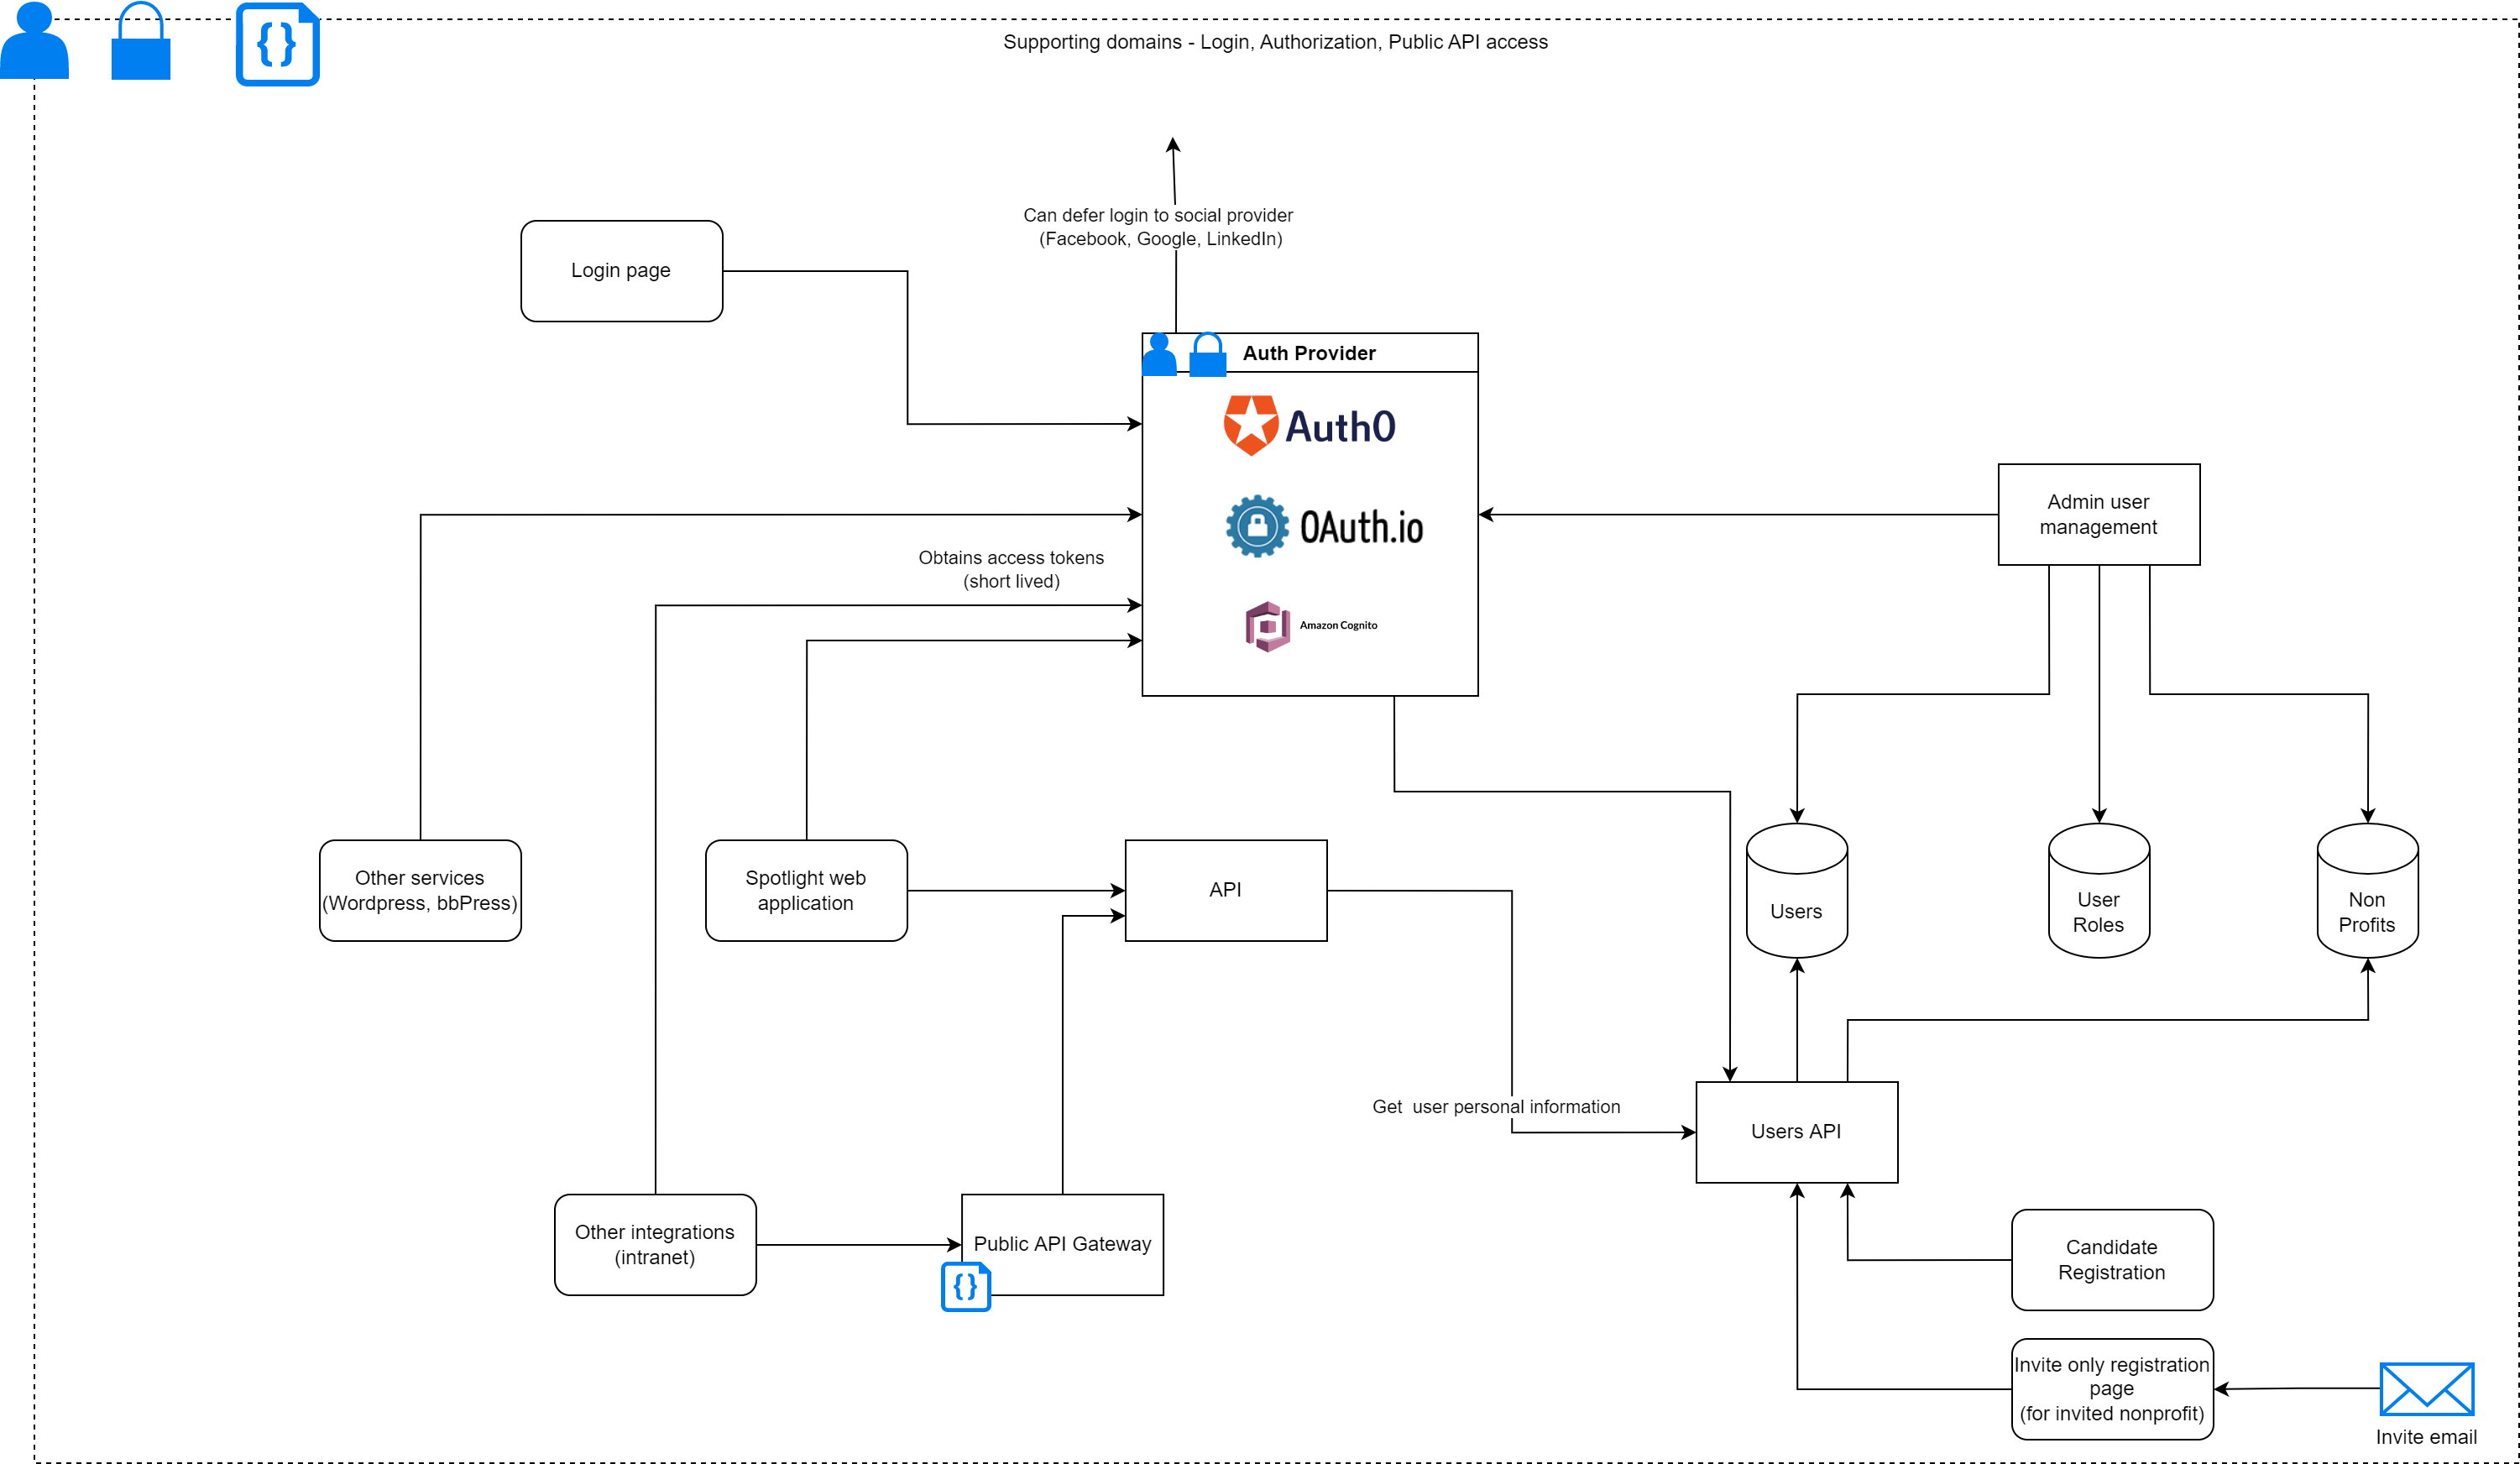 Supporting domains - Login, Authorization, Public API access
Can defer login to social provider
(Facebook, Google, LinkedIn)
Login page
Auth Provider
Auth0
OAuth.io
Amazon Cognito
Admin user
management
Obtains access tokens
(short lived)
Other services
(Wordpress, bbPress)
Spotlight web
application
API
Users
User
Roles
Non
Profits
Get  user personal information
Users API
Other integrations
(intranet)
Public API Gateway
{}
{}
Candidate
Registration
Invite only registration
page
(for invited nonprofit)
Invite email